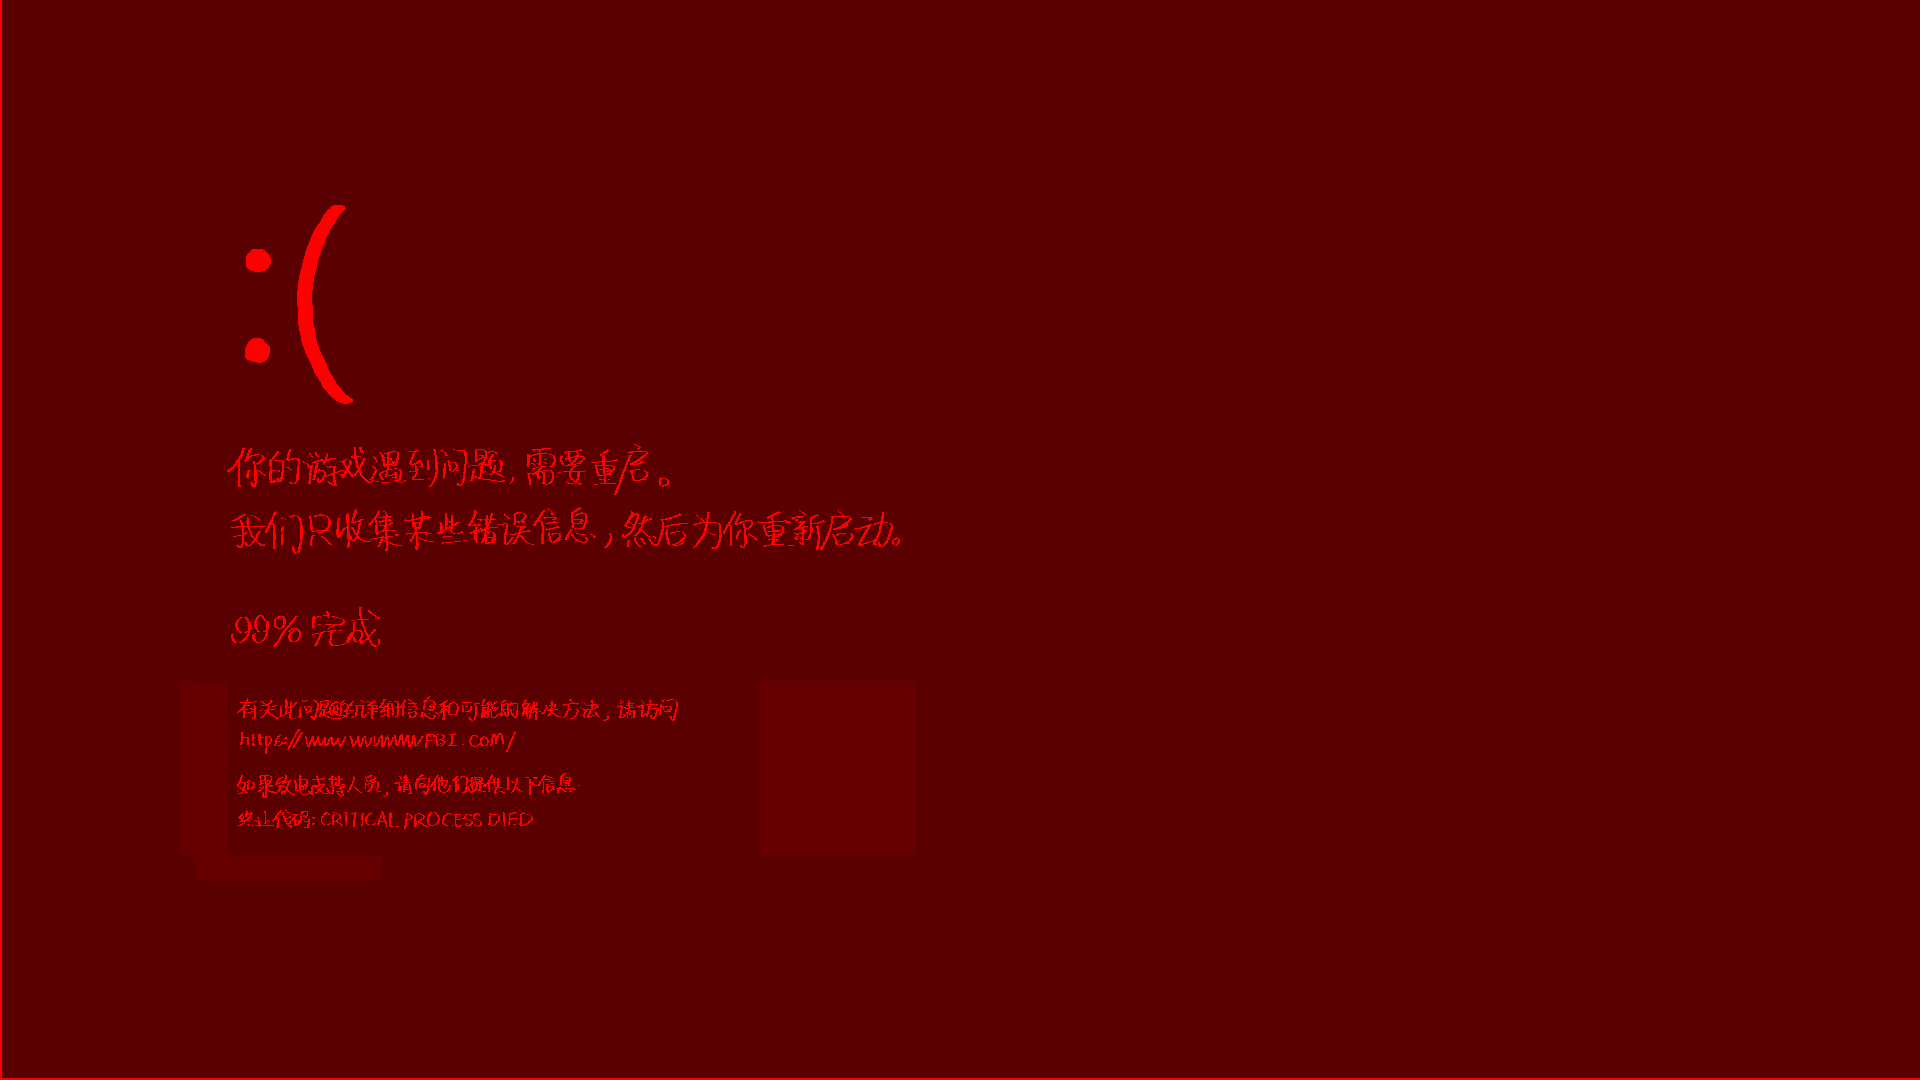 :(
你的游戏遇到问题,需要重启。
我们只收集某些错误信息,然后为你重新启动。
99% 完成
有关此问题的详细信息和可能的解决方法,请访问
如果致电支持人员,请向他们提供以下信息
终止代码: CRITICAL PROCESS DIED